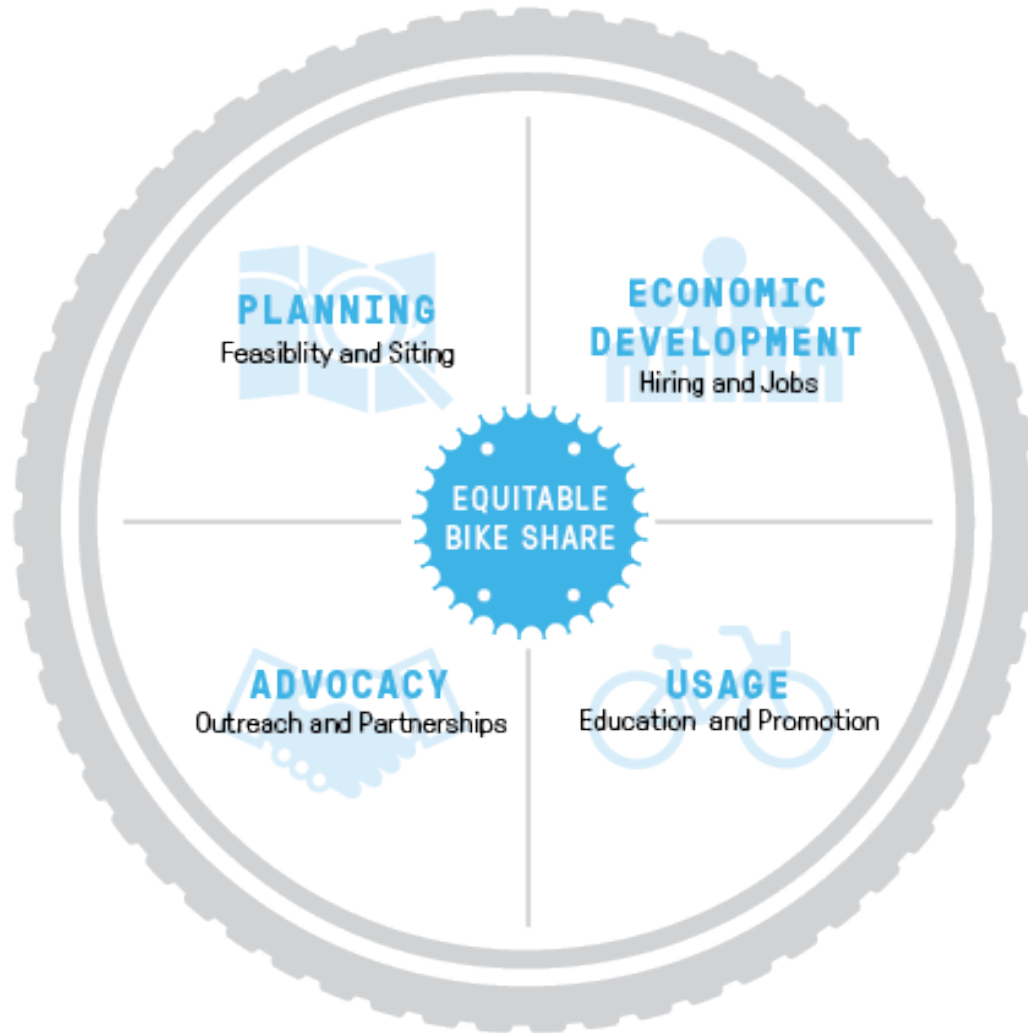 PLANNING
Feasiblity and Siting
ECONOMIC
DEVELOPMENT
Hiring and Jobs
EQUITABLE
BIKE SHARE
ADVOCACY
Outreach and Partnerships
USAGE
Education and Promotion